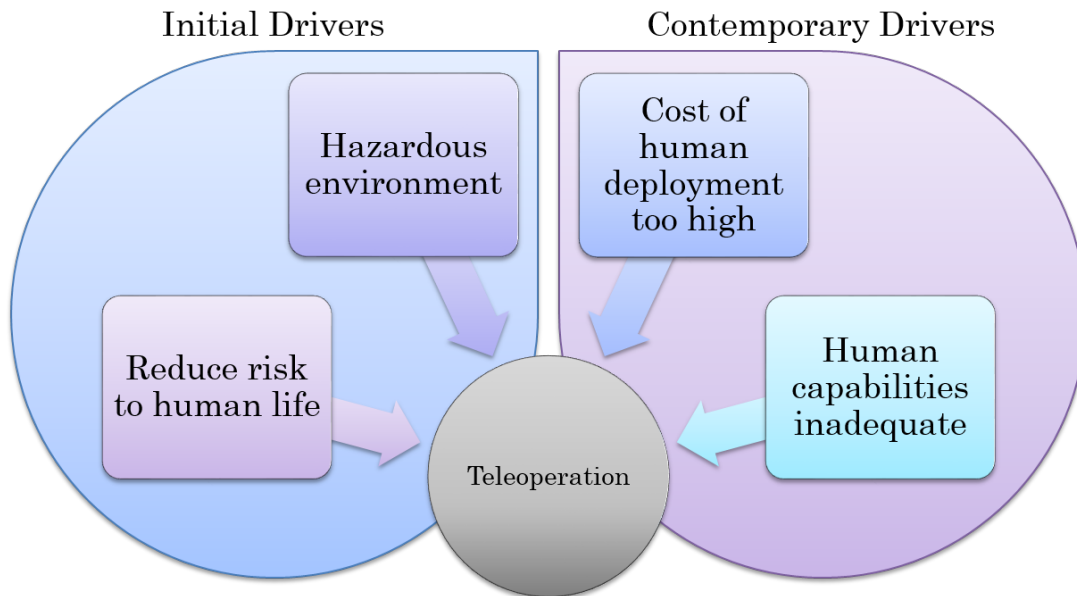 Initial Drivers
Contemporary Drivers
Hazardous
environment
Cost of
human
deployment
too high
Reduce risk
to human life
Human
capabilities
inadequate
Teleoperation